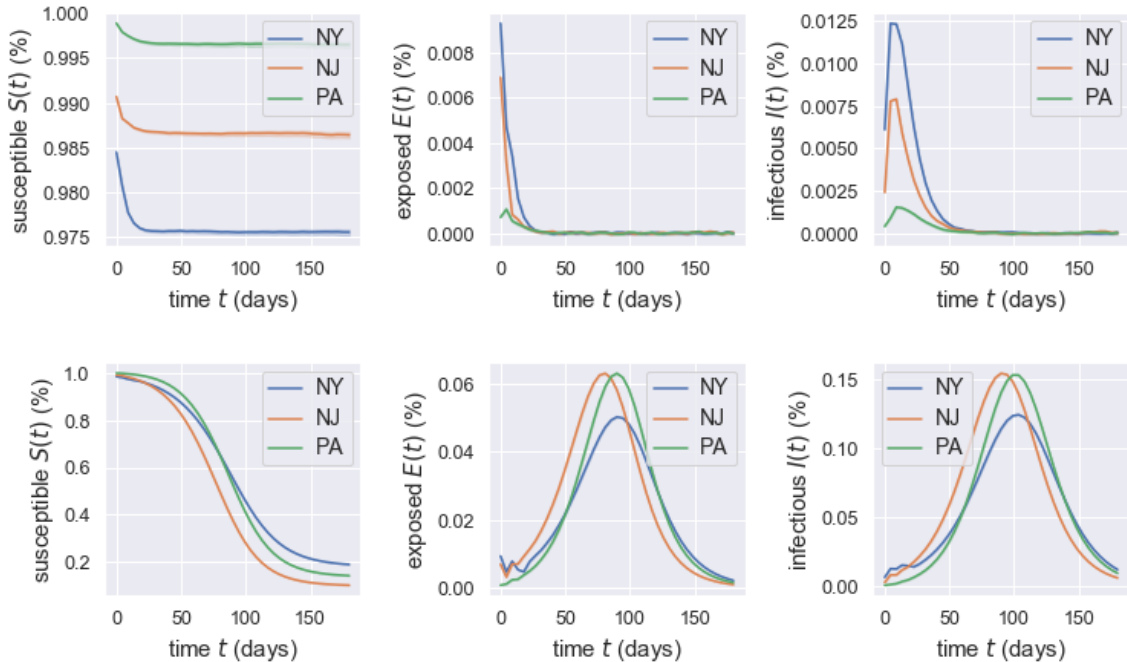 susceptible S(t) (%)
1.000
0.995
0.990
0.985
0.980
0.975
NY
NJ
PA
0
50
100
150
time t (days)
exposed E(t) (%)
0.008
0.006
0.004
0.002
0.000
NY
NJ
PA
0
50
100
150
time t (days)
infectious I(t) (%)
0.0125
0.0100
0.0075
0.0050
0.0025
0.0000
NY
NJ
PA
0
50
100
150
time t (days)
susceptible S(t) (%)
1.0
0.8
0.6
0.4
0.2
NY
NJ
PA
0
50
100
150
time t (days)
exposed E(t) (%)
0.06
0.04
0.02
0.00
NY
NJ
PA
0
50
100
150
time t (days)
infectious I(t) (%)
0.15
0.10
0.05
0.00
NY
NJ
PA
0
50
100
150
time t (days)